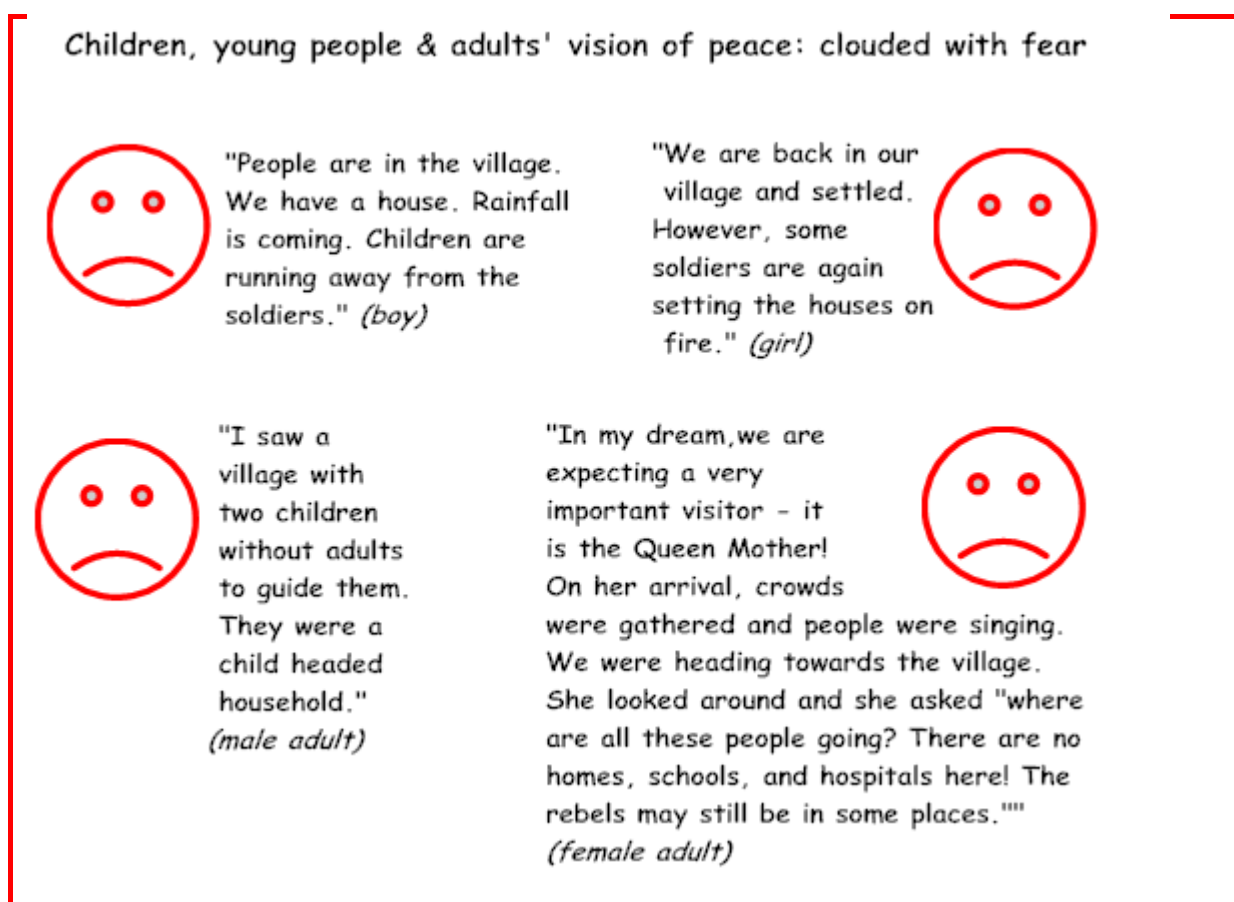 Children, young people & adults' vision of peace: clouded with fear
"People are in the village.
We have a house. Rainfall
is coming. Children are
running away from the
soldiers." (boy)
"We are back in our
village and settled.
However, some
soldiers are again
setting the houses on
fire." (girl)
"I saw a
village with
two children
without adults
to guide them.
They were a
child headed
household."
(male adult)
"In my dream,we are
expecting a very
important visitor - it
is the Queen Mother!
On her arrival, crowds
were gathered and people were singing.
We were heading towards the village.
She looked around and she asked "where
are all these people going? There are no
homes, schools, and hospitals here! The
rebels may still be in some places.""
(female adult)